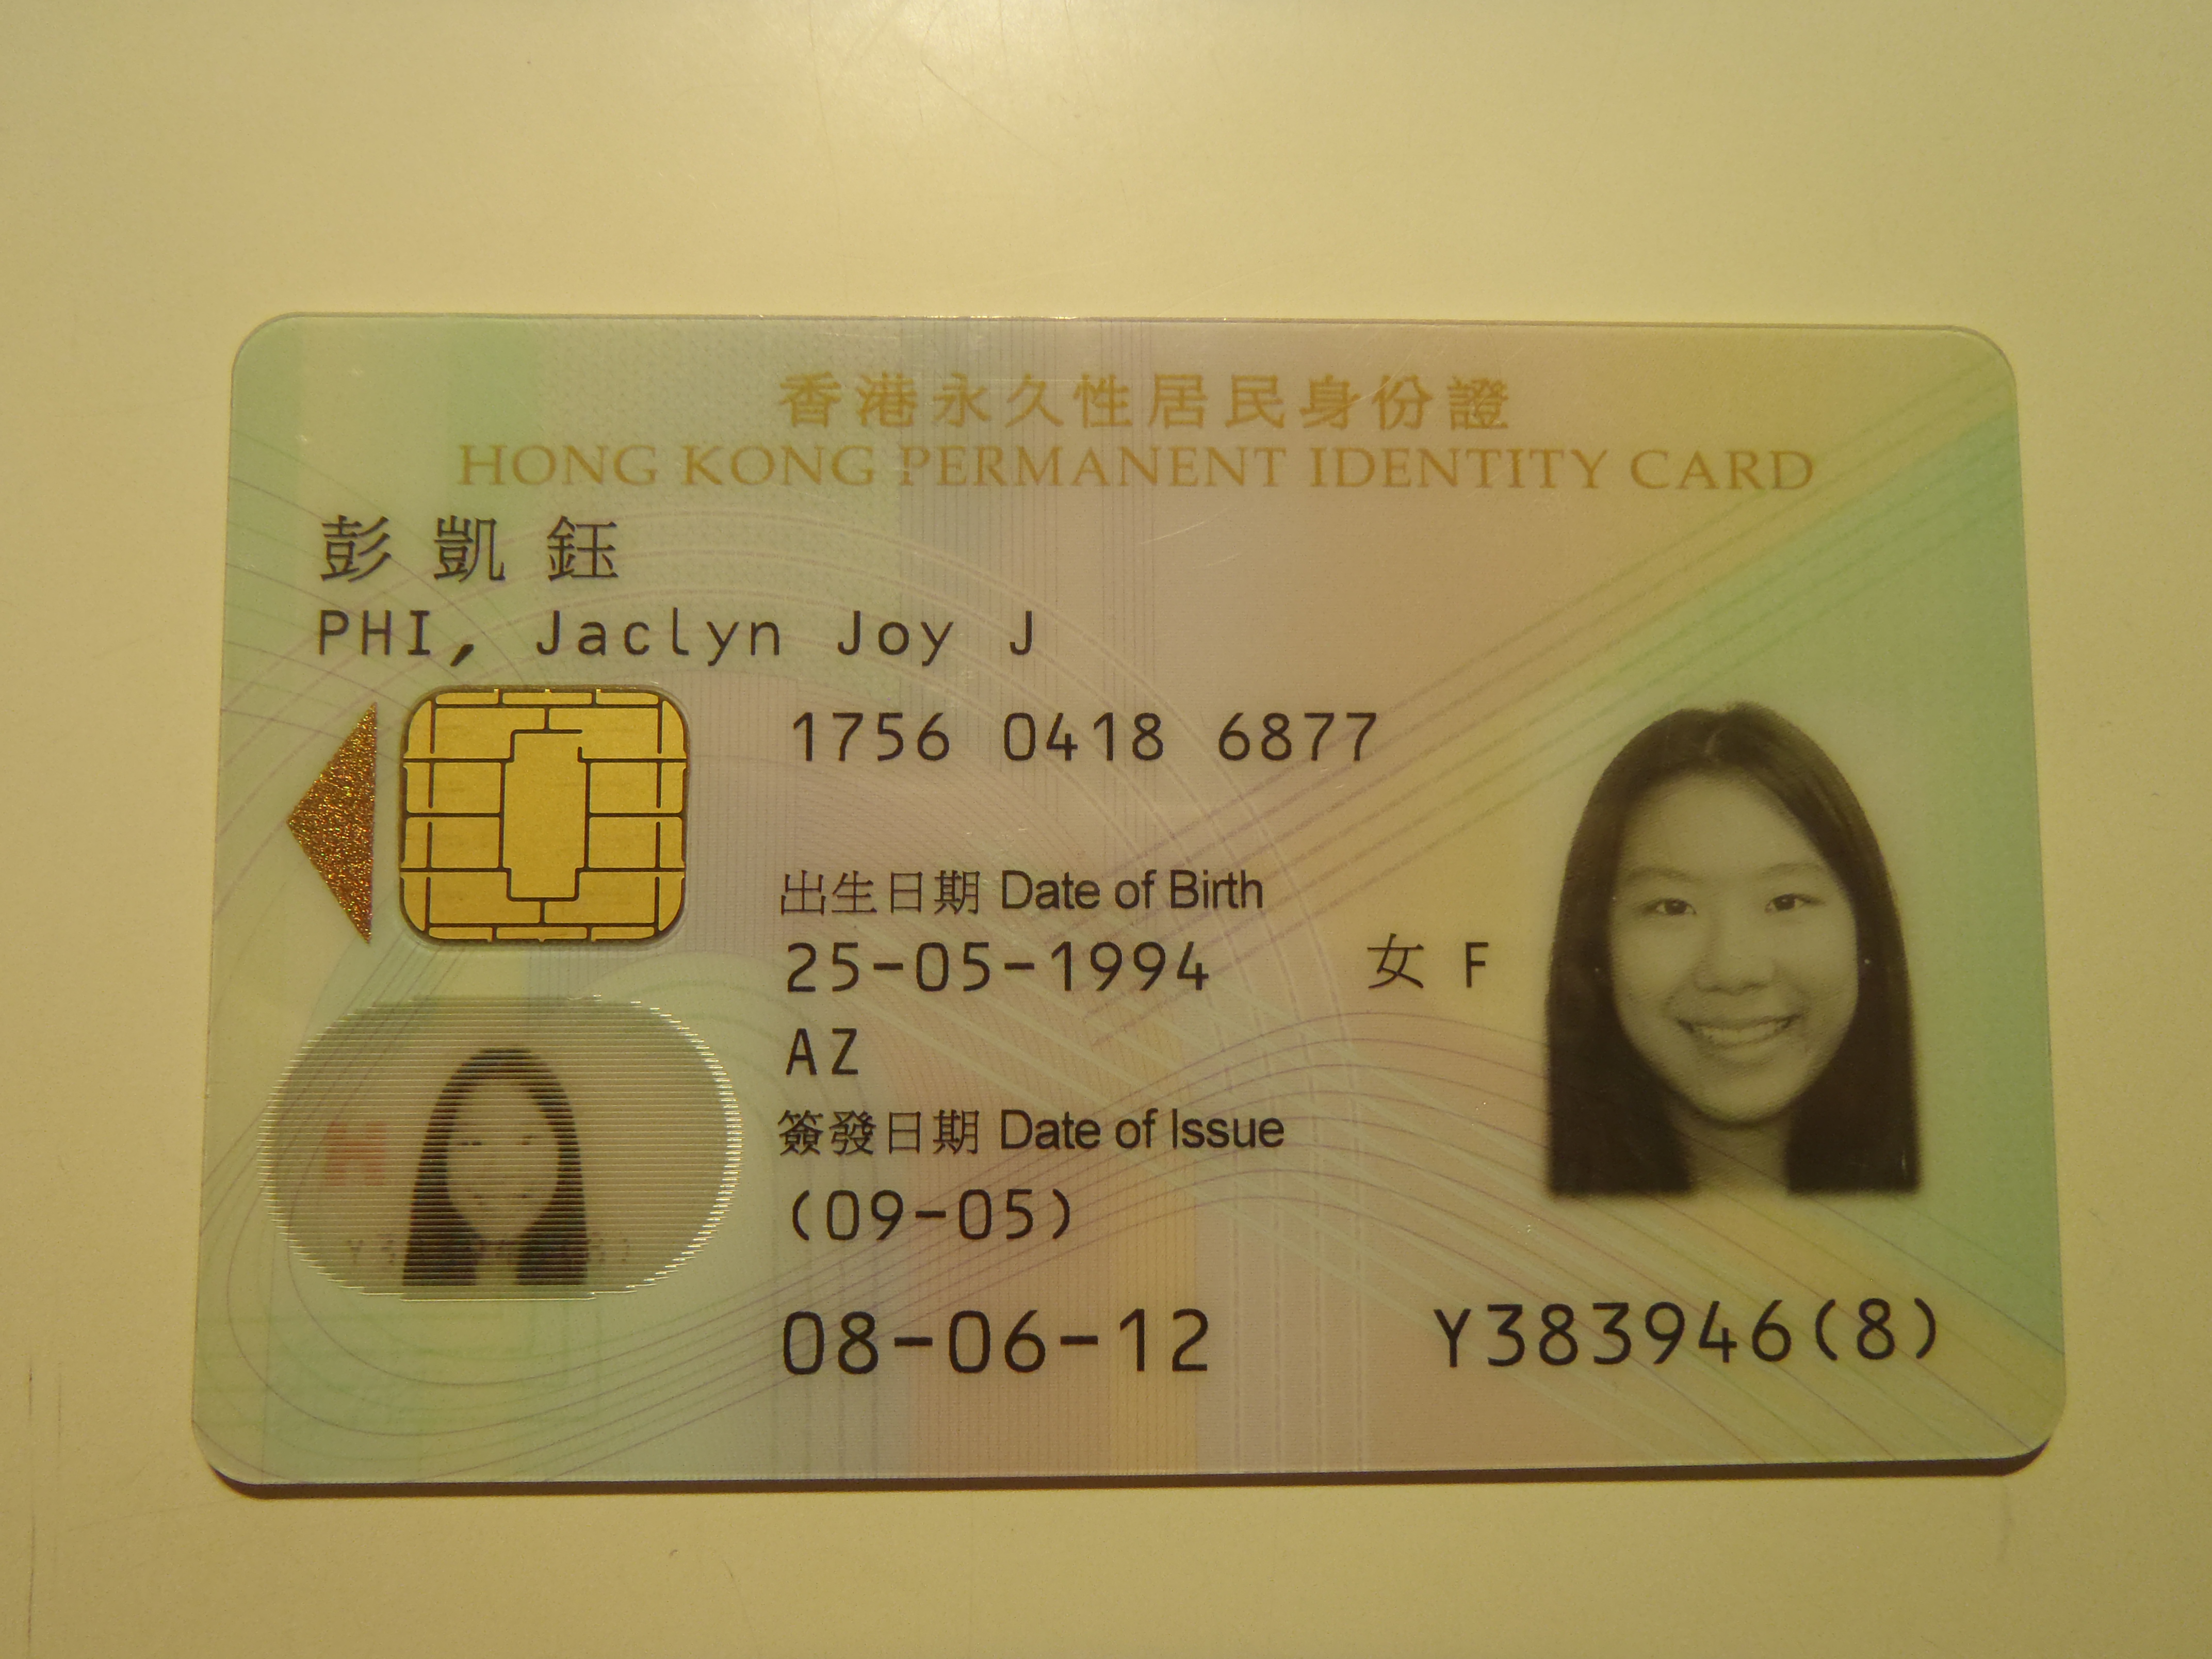 香港永久性居民身份證
HONG KONG PERMANENT IDENTITY CARD
彭凱鈺
PHI, Jaclyn Joy J
1756 0418 6877
出生日期 Date of Birth
25-05-1994 女 F
AZ
簽發日期 Date of Issue
(09-05)
08-06-12 Y383946(8)